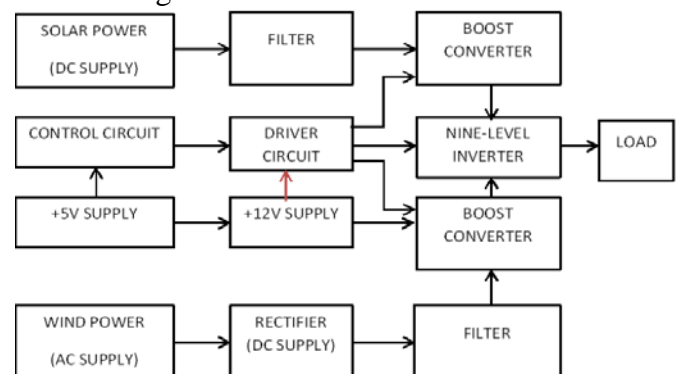 SOLAR POWER
(DC SUPPLY)
FILTER
BOOST
CONVERTER
CONTROL CIRCUIT
DRIVER
CIRCUIT
NINE-LEVEL
INVERTER
LOAD
+5V SUPPLY
+12V SUPPLY
BOOST
CONVERTER
WIND POWER
(AC SUPPLY)
RECTIFIER
(DC SUPPLY)
FILTER